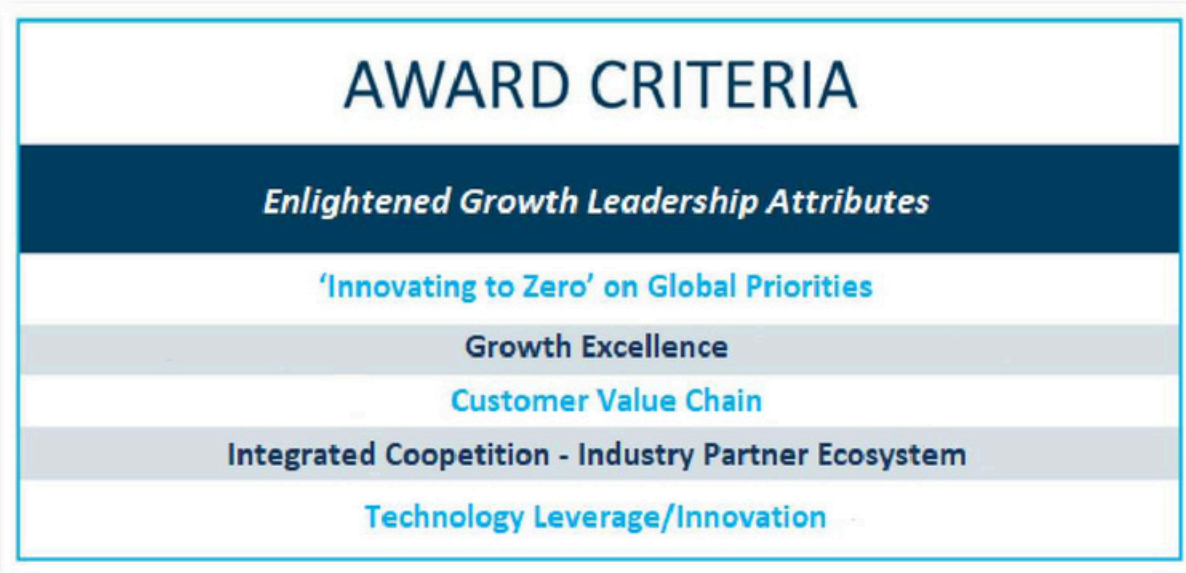 AWARD CRITERIA
Enlightened Growth Leadership Attributes
‘Innovating to Zero’ on Global Priorities
Growth Excellence
Customer Value Chain
Integrated Coopetition - Industry Partner Ecosystem
Technology Leverage/Innovation